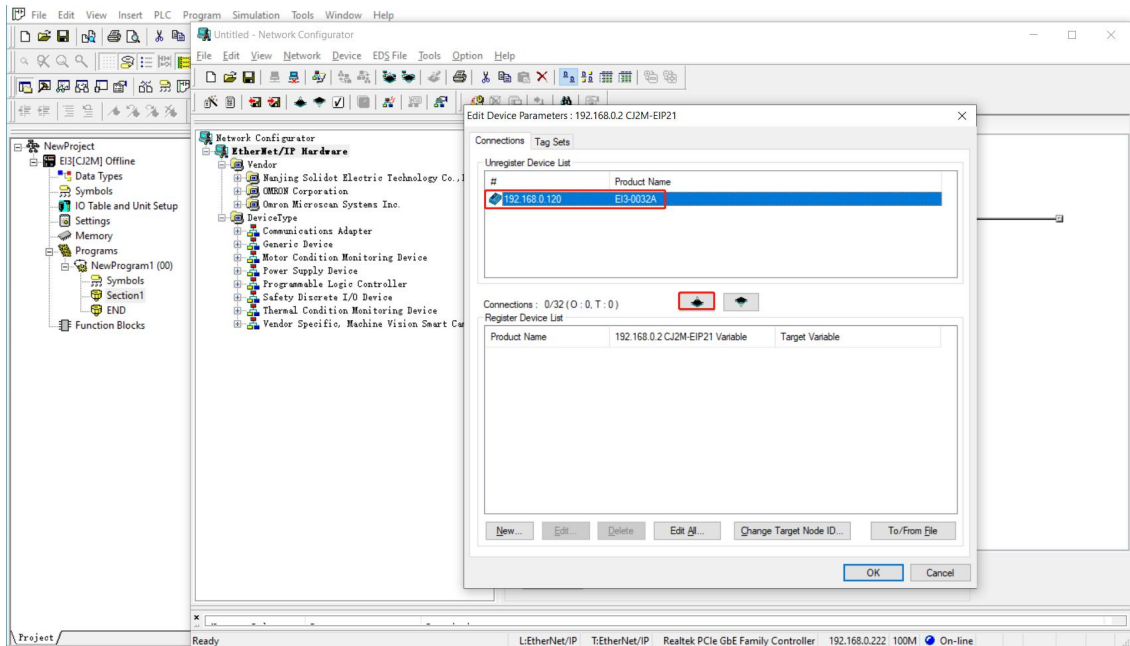 File Edit View Insert PLC Program Simulation Tools Window Help
Untitled - Network Configurator
File Edit View Network Device EDS File Tools Option Help
Edit Device Parameters : 192.168.0.2 CJ2M-EIP21
Connections Tag Sets
Unregister Device List
# Product Name
192.168.0.120 EI3-0032A
Connections : 0/32 ( O : 0, T : 0 )
Register Device List
Product Name 192.168.0.2 CJ2M-EIP21 Variable Target Variable
New... Edit... Delete Edit All... Change Target Node ID... To/From File
OK Cancel
NewProject
EI3[CJ2M] Offline
Data Types
Symbols
IO Table and Unit Setup
Settings
Memory
Programs
NewProgram1 (00)
Symbols
Section1
END
Function Blocks
Project
Network Configurator
EtherNet/IP Hardware
Vendor
Nanjing Solidot Electric Technology Co.,
OMRON Corporation
Omron Microscan Systems Inc.
DeviceType
Communications Adapter
Generic Device
Motor Condition Monitoring Device
Power Supply Device
Programmable Logic Controller
Safety Discrete I/O Device
Thermal Condition Monitoring Device
Vendor Specific, Machine Vision Smart
Ready L:EtherNet/IP T:EtherNet/IP Realtek PCIe GbE Family Controller 192.168.0.222 100M On-line